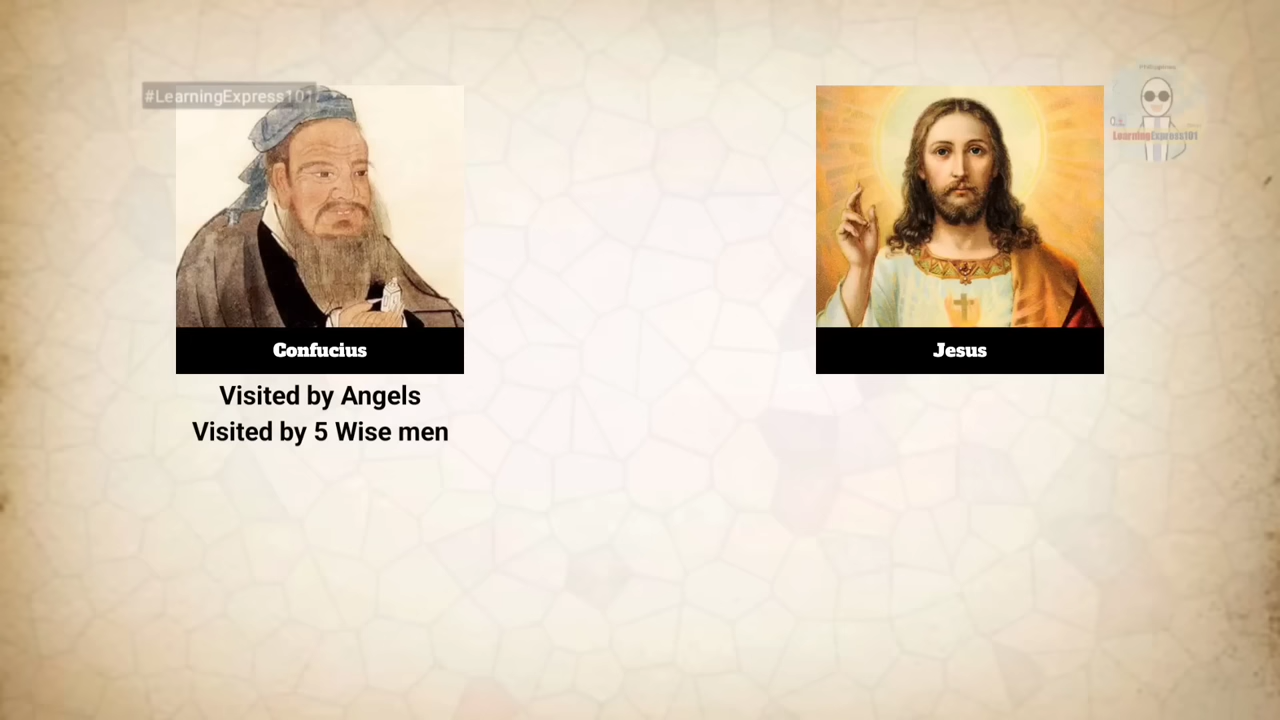 #LearningExpress101
LearningExpress101
Confucius
Jesus
Visited by Angels
Visited by 5 Wise men